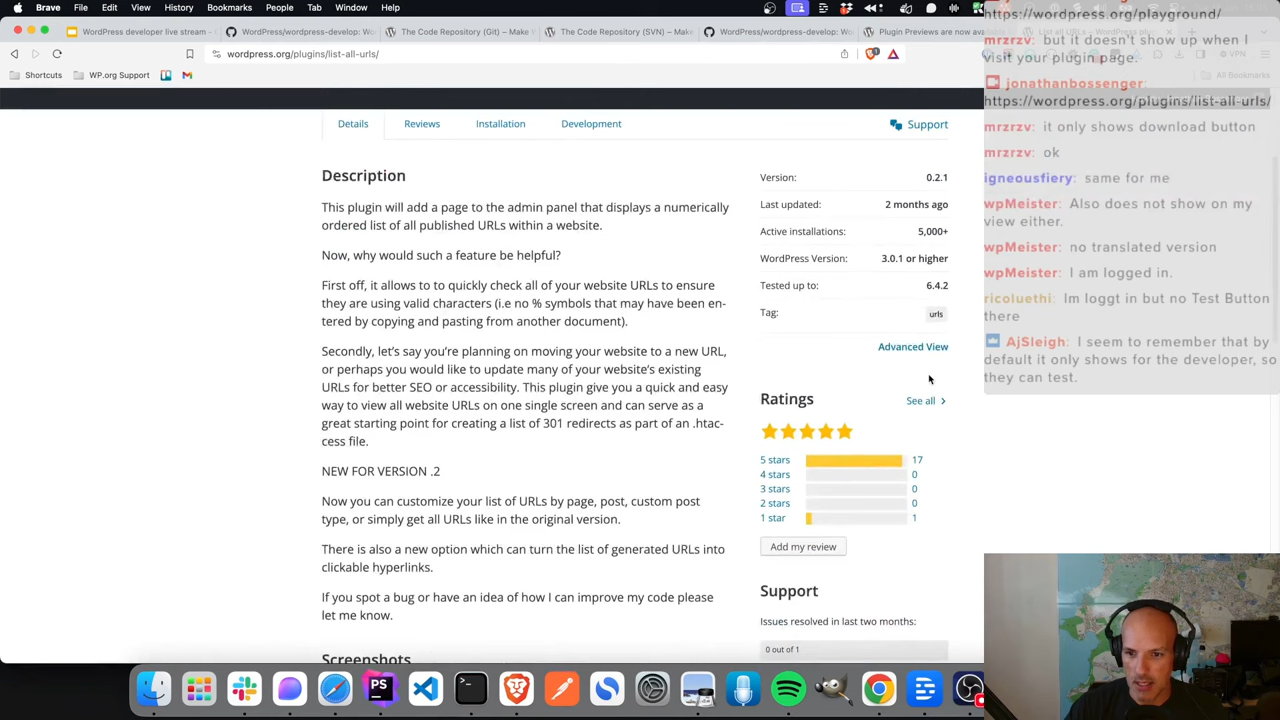 Brave File Edit View History Bookmarks People Tab Window Help
WordPress developer live stream -
WordPress/wordpress-develop: Wo
The Code Repository (Git) – Make
The Code Repository (SVN) – Make
WordPress/wordpress-develop: Wo
Plugin Previews are now ava
wordpress.org/plugins/list-all-urls/
VPN
Shortcuts
WP.org Support
All Bookmarks
Details
Reviews
Installation
Development
Support
Description
This plugin will add a page to the admin panel that displays a numerically
ordered list of all published URLs within a website.
Now, why would such a feature be helpful?
First off, it allows to to quickly check all of your website URLs to ensure
they are using valid characters (i.e no % symbols that may have been en-
tered by copying and pasting from another document).
Secondly, let's say you're planning on moving your website to a new URL,
or perhaps you would like to update many of your website's existing
URLs for better SEO or accessibility. This plugin give you a quick and easy
way to view all website URLs on one single screen and can serve as a
great starting point for creating a list of 301 redirects as part of an .htac-
cess file.
NEW FOR VERSION .2
Now you can customize your list of URLs by page, post, custom post
type, or simply get all URLs like in the original version.
There is also a new option which can turn the list of generated URLs into
clickable hyperlinks.
If you spot a bug or have an idea of how I can improve my code please
let me know.
Screenshots
Version: 0.2.1
Last updated: 2 months ago
Active installations: 5,000+
WordPress Version: 3.0.1 or higher
Tested up to: 6.4.2
Tag: urls
Advanced View
Ratings
See all
5 stars 17
4 stars 0
3 stars 0
2 stars 0
1 star 1
Add my review
Support
Issues resolved in last two months:
0 out of 1
https://wordpress.org/playground/
mrzrzv: but it doesn't show up when I
visit your plugin page.
jonathanbossenger:
https://wordpress.org/plugins/list-all-urls/
mrzrzv: it only shows download button
mrzrzv: ok
igneousfiery: same for me
wpMeister: Also does not show on my
view either.
wpMeister: no translated version
wpMeister: I am logged in.
ricoluethi: Im loggt in but no Test Button
there
AjSleigh: I seem to remember that by
default it only shows for the developer, so
they can test.
PS